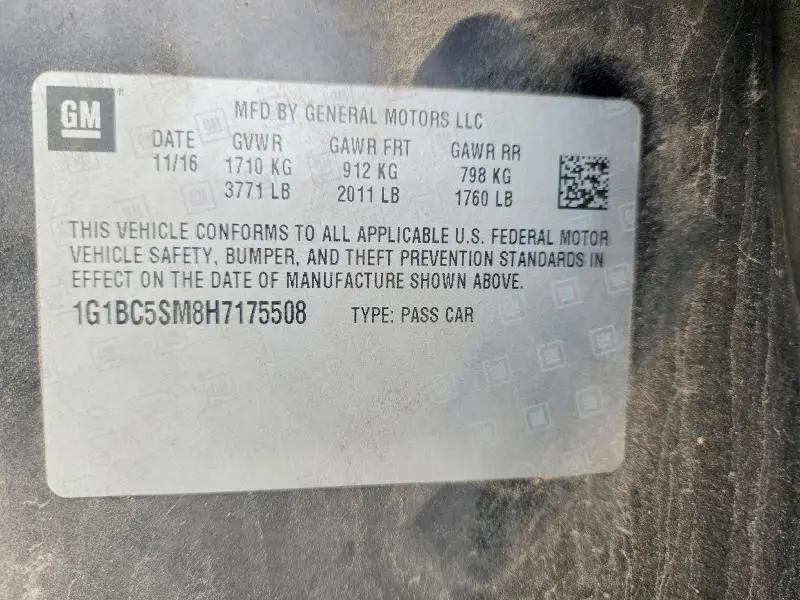 GM
MFD BY GENERAL MOTORS LLC
DATE GVWR GAWR FRT GAWR RR
11/16 1710 KG 912 KG 798 KG
3771 LB 2011 LB 1760 LB
THIS VEHICLE CONFORMS TO ALL APPLICABLE U.S. FEDERAL MOTOR
VEHICLE SAFETY, BUMPER, AND THEFT PREVENTION STANDARDS IN
EFFECT ON THE DATE OF MANUFACTURE SHOWN ABOVE.
1G1BC5SM8H7175508 TYPE: PASS CAR